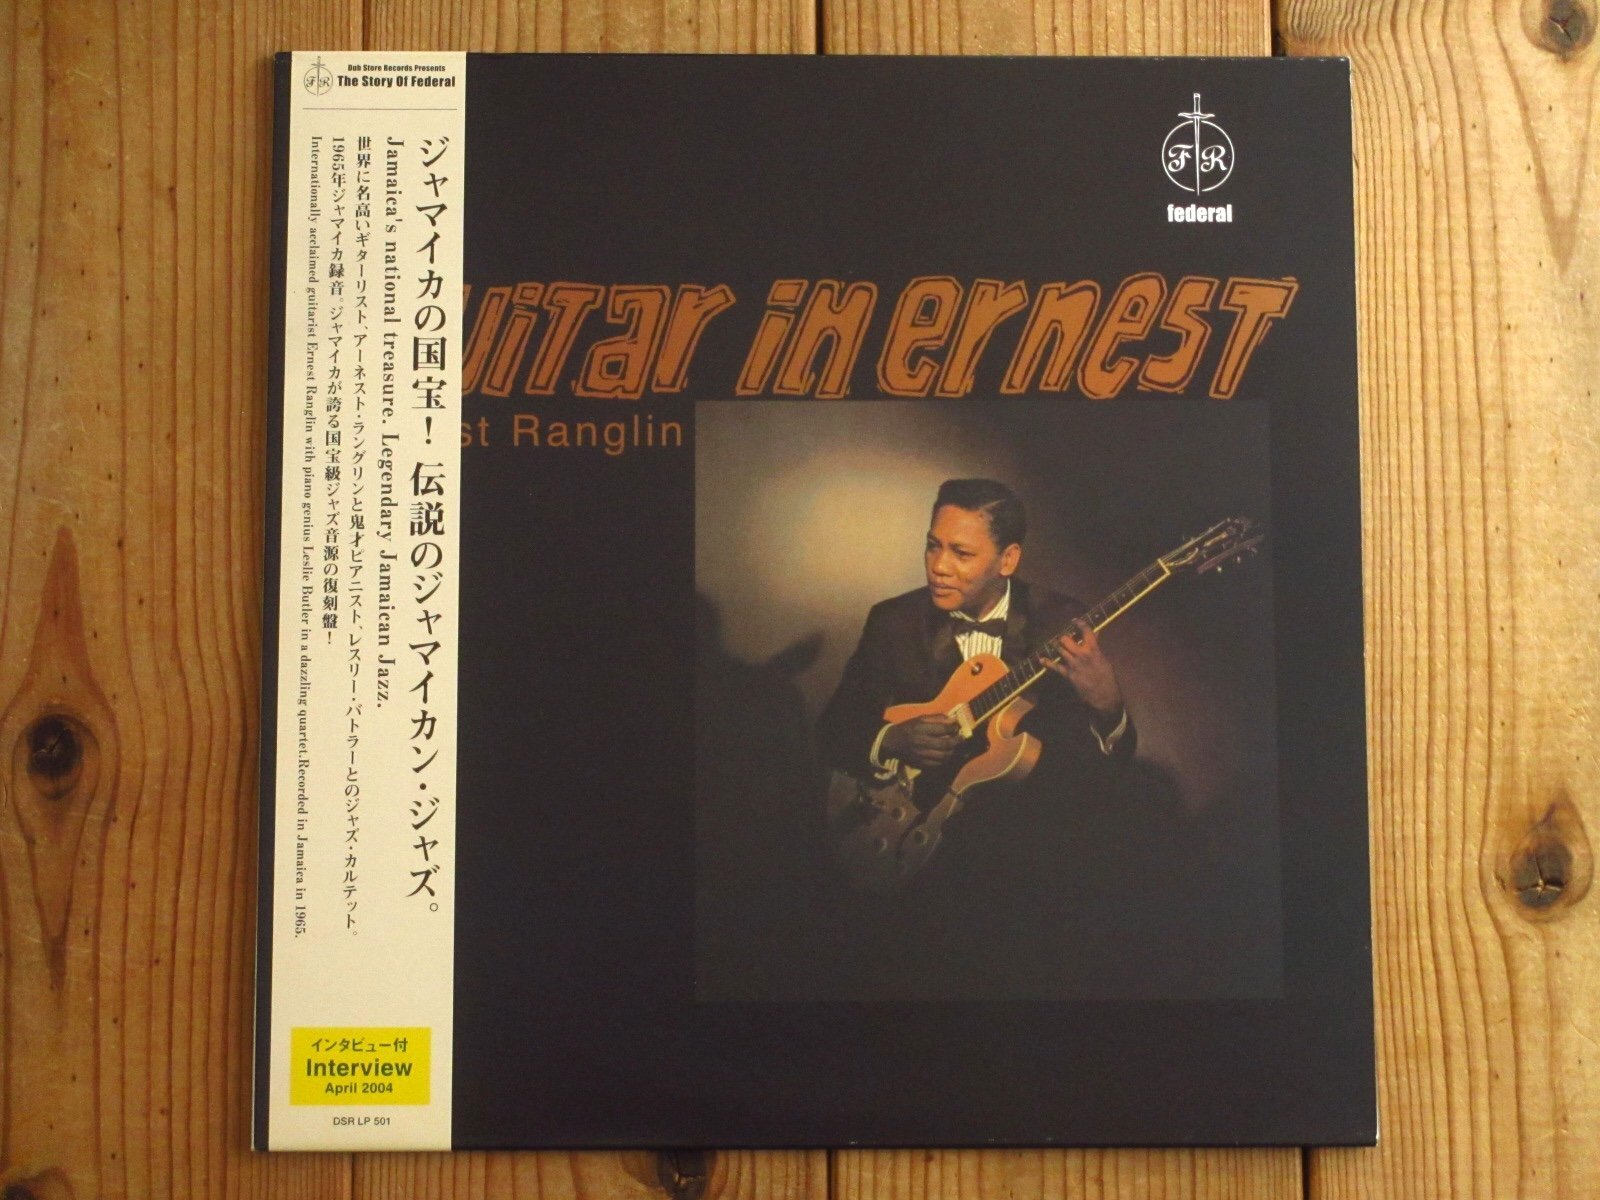 Dub Store Records Presents
The Story Of Federal
F R
ジャマイカの国宝！ 伝説のジャマイカン・ジャズ。
Jamaica's national treasure. Legendary Jamaican Jazz.
世界に名高いギターリスト、アーネスト・ラングリンと鬼才ピアニスト、レスリー・バトラーとのジャズ・カルテット。
1965年ジャマイカ録音。ジャマイカが誇る国宝級ジャズ音源の復刻盤！
Internationally acclaimed guitarist Ernest Ranglin with piano genius Leslie Butler in a dazzling quartet.Recorded in Jamaica in 1965.
インタビュー付
Interview
April 2004
DSR LP 501
F R
federal
uitar in ernest
st Ranglin